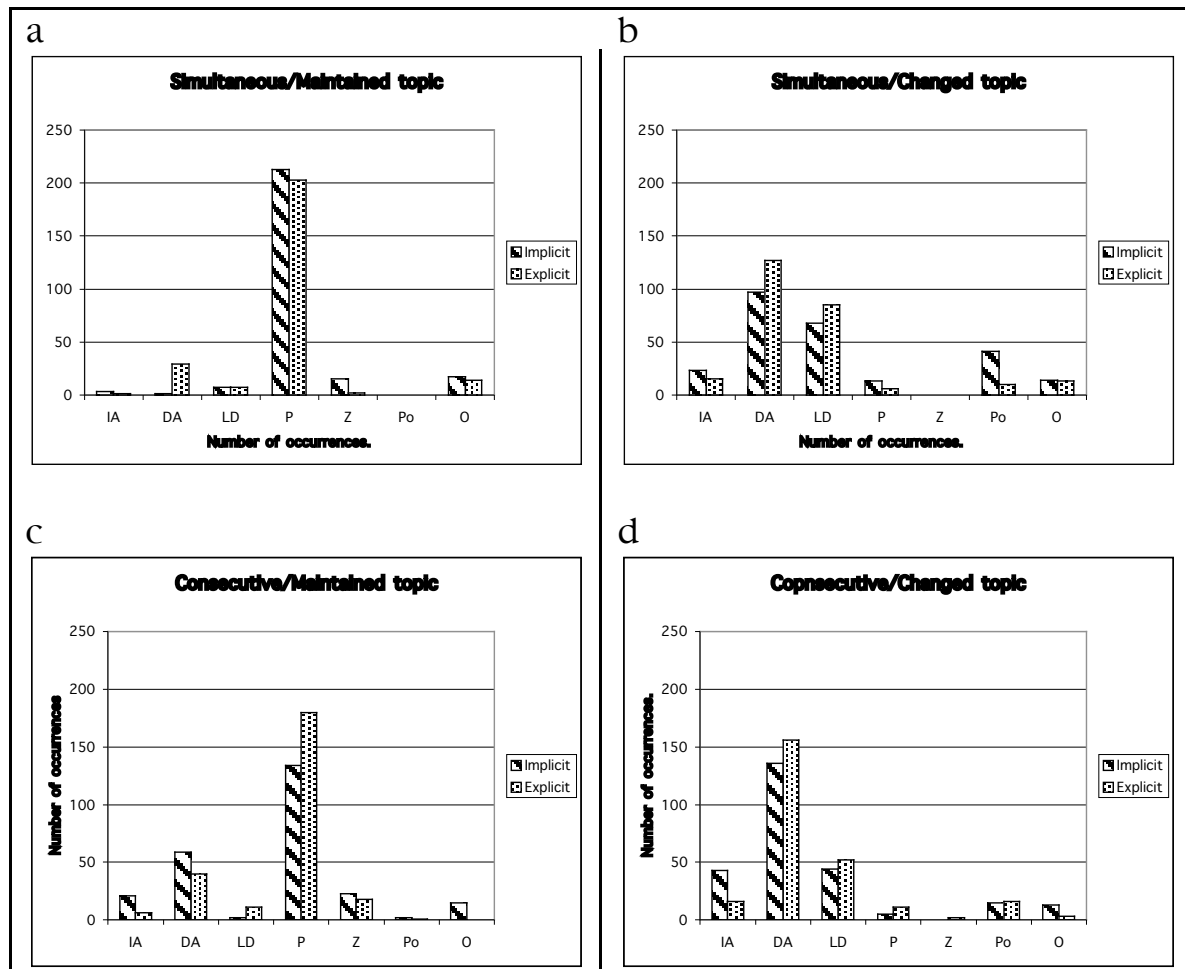 a
Simultaneous/Maintained topic
250
200
150
100
50
0
IA DA LD P Z Po O
Number of occurrences.
Implicit
Explicit
b
Simultaneous/Changed topic
250
200
150
100
50
0
IA DA LD P Z Po O
Number of occurrences.
Implicit
Explicit
c
Consecutive/Maintained topic
Number of occurrences
250
200
150
100
50
0
IA DA LD P Z Po O
Implicit
Explicit
d
Copnsecutive/Changed topic
Number of occurrences.
250
200
150
100
50
0
IA DA LD P Z Po O
Implicit
Explicit